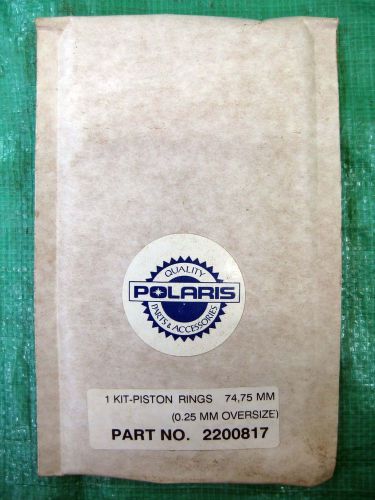 QUALITY
POLARIS
PARTS & ACCESSORIES
1 KIT-PISTON RINGS 74,75 MM
(0.25 MM OVERSIZE)
PART NO. 2200817